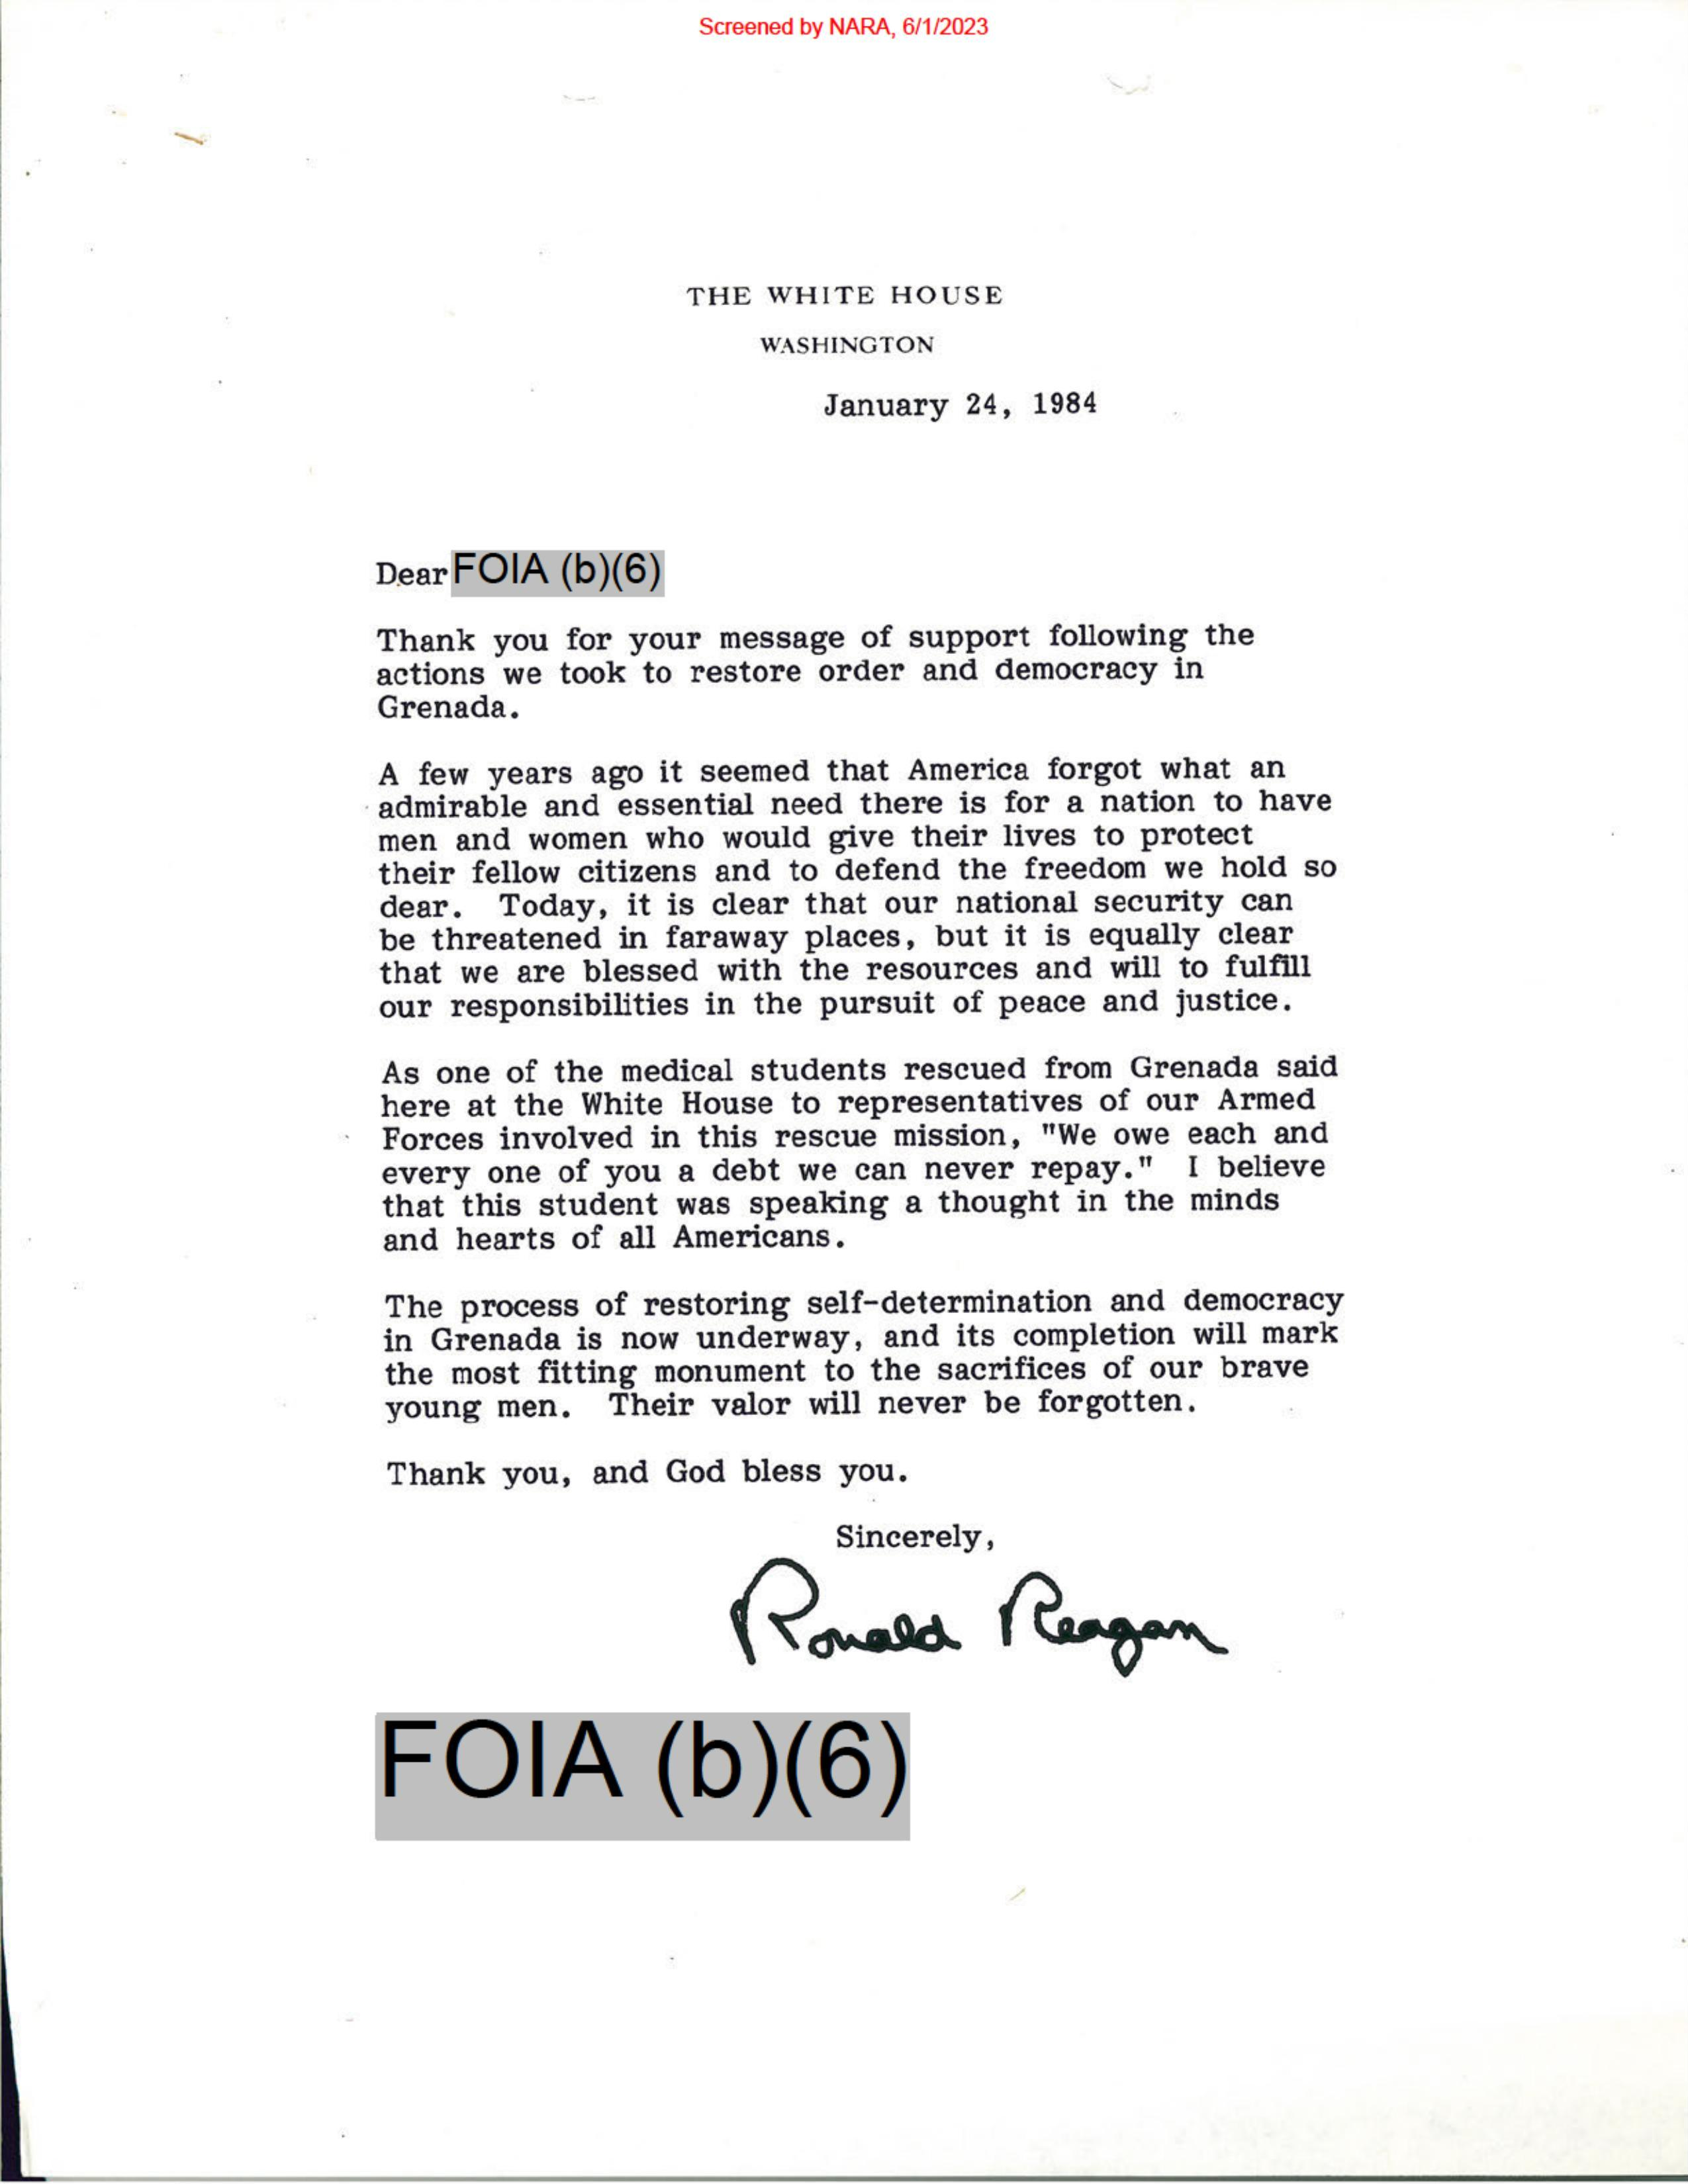 Screened by NARA, 6/1/2023
THE WHITE HOUSE
WASHINGTON
January 24, 1984
Dear FOIA (b)(6)
Thank you for your message of support following the
actions we took to restore order and democracy in
Grenada.
A few years ago it seemed that America forgot what an
admirable and essential need there is for a nation to have
men and women who would give their lives to protect
their fellow citizens and to defend the freedom we hold so
dear. Today, it is clear that our national security can
be threatened in faraway places, but it is equally clear
that we are blessed with the resources and will to fulfill
our responsibilities in the pursuit of peace and justice.
As one of the medical students rescued from Grenada said
here at the White House to representatives of our Armed
Forces involved in this rescue mission, "We owe each and
every one of you a debt we can never repay." I believe
that this student was speaking a thought in the minds
and hearts of all Americans.
The process of restoring self-determination and democracy
in Grenada is now underway, and its completion will mark
the most fitting monument to the sacrifices of our brave
young men. Their valor will never be forgotten.
Thank you, and God bless you.
Sincerely,
Ronald Reagan
FOIA (b)(6)